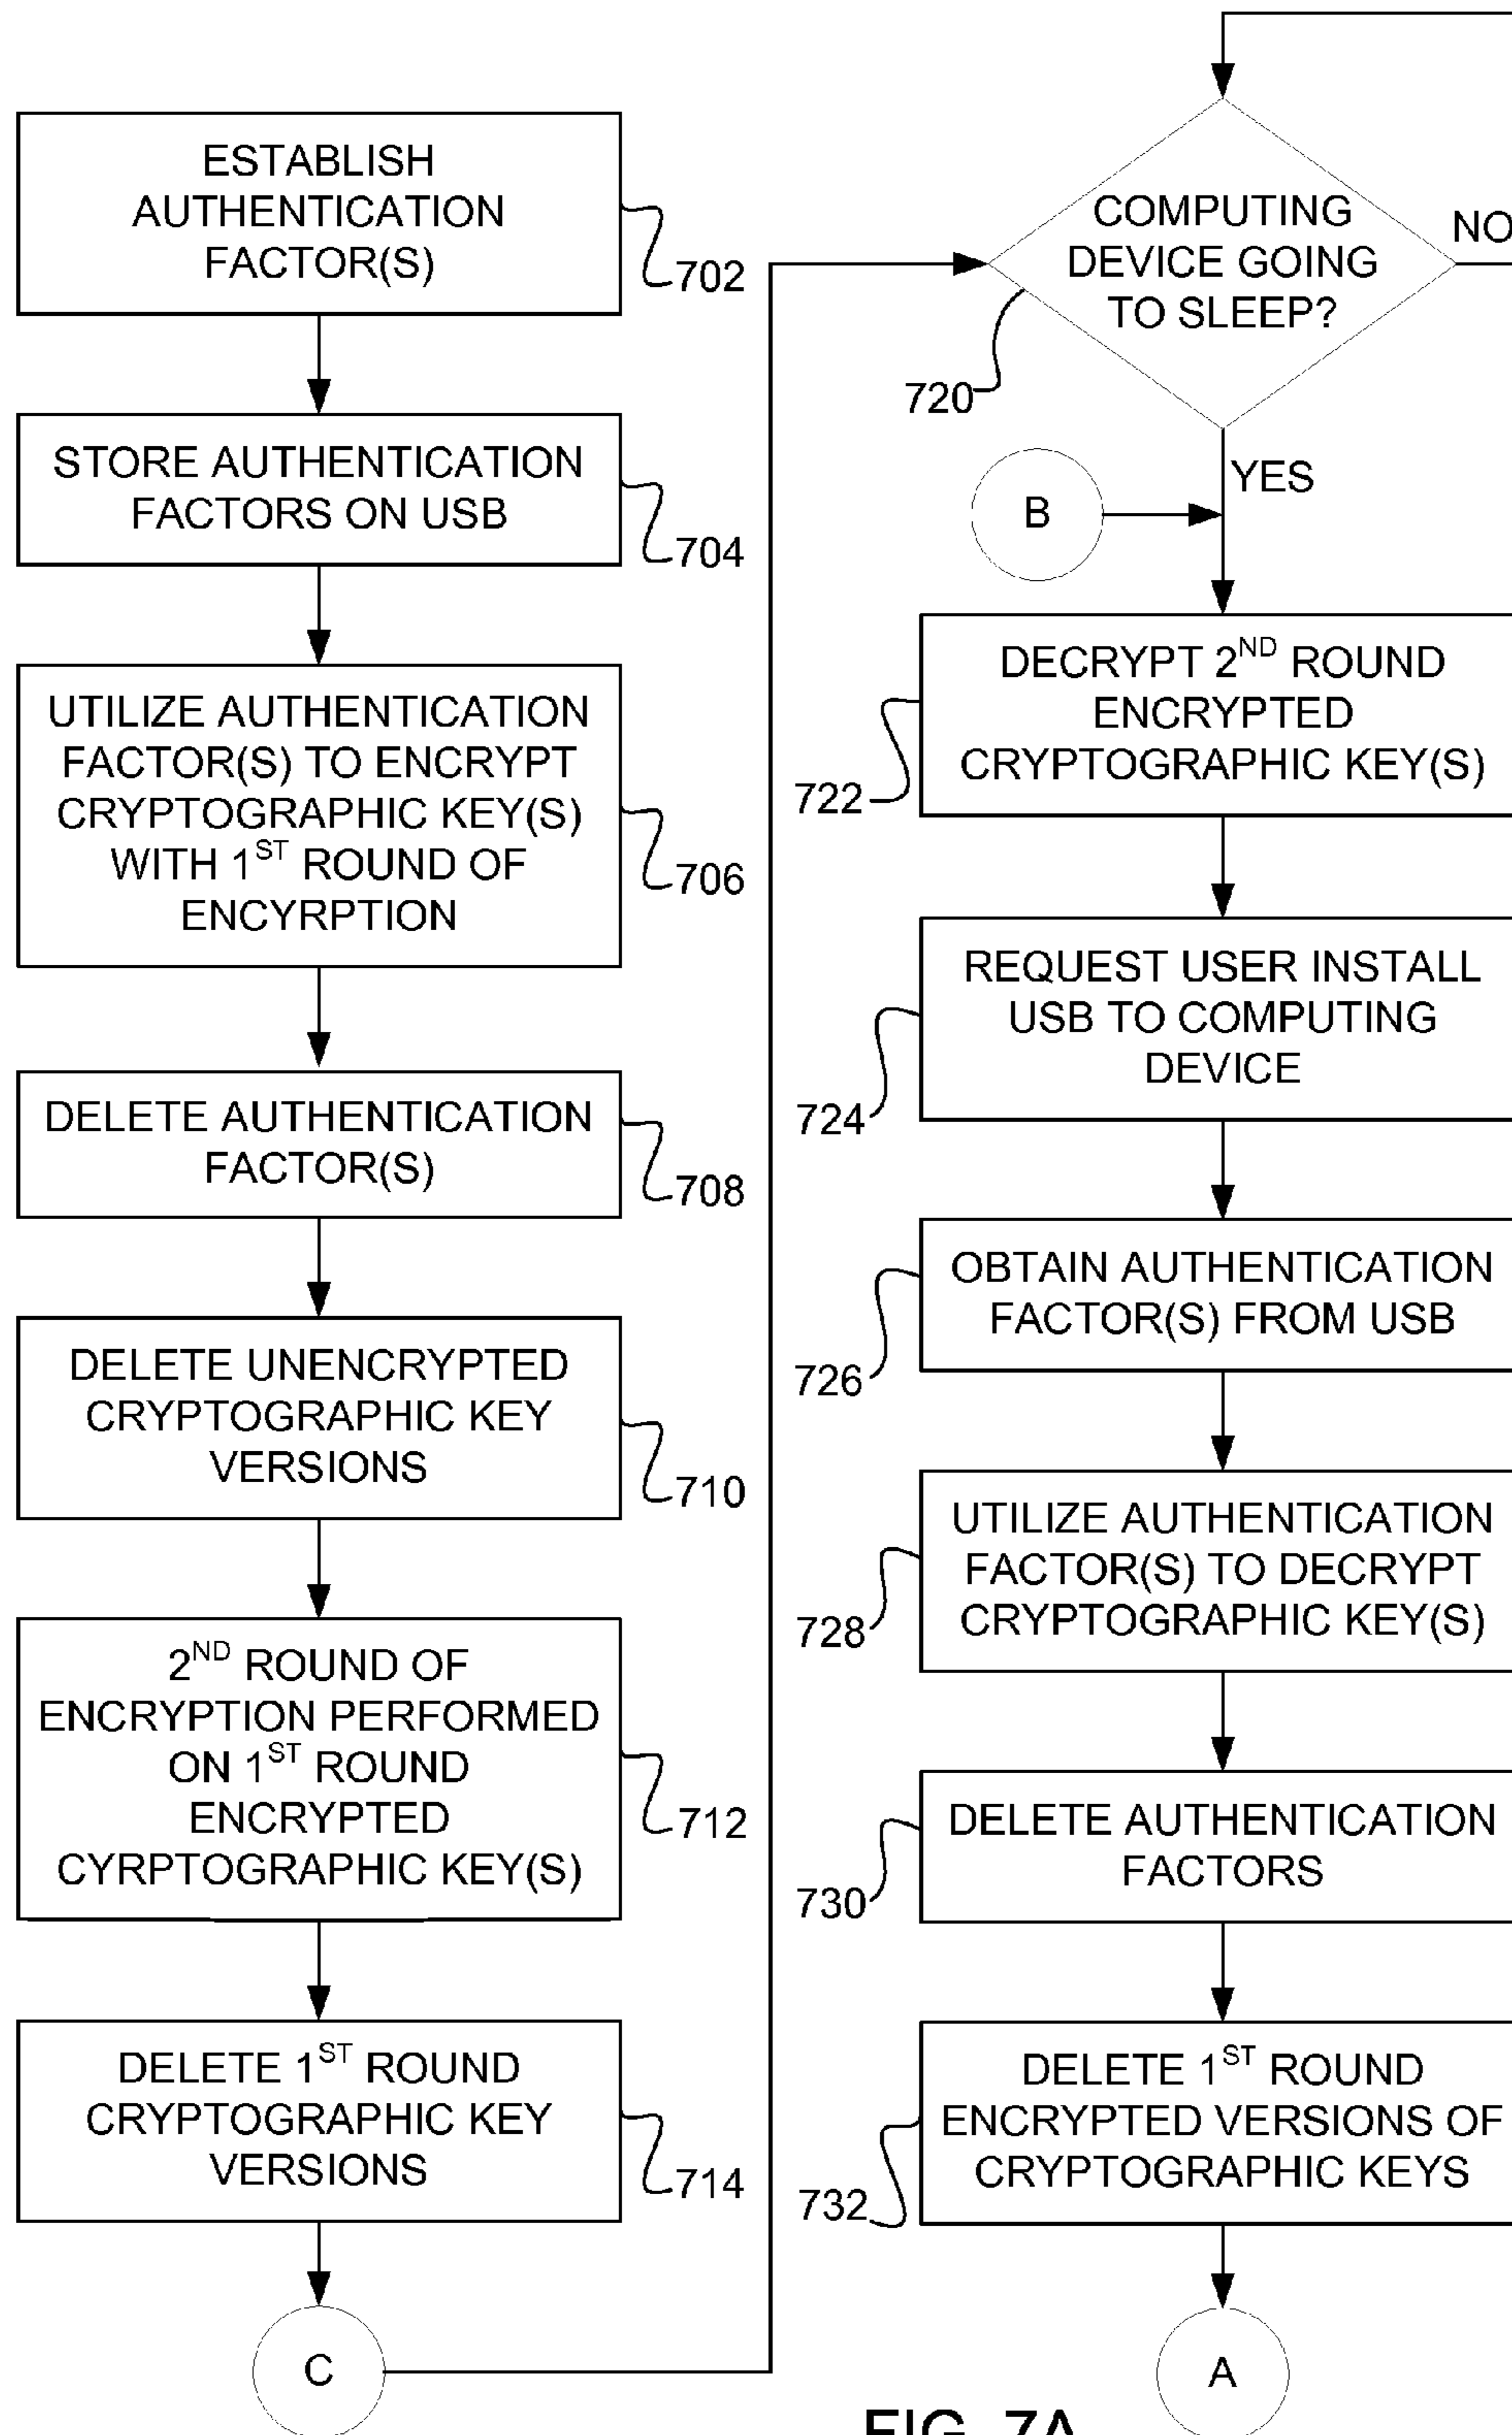 ESTABLISH
AUTHENTICATION
FACTOR(S)
702
STORE AUTHENTICATION
FACTORS ON USB
704
UTILIZE AUTHENTICATION
FACTOR(S) TO ENCRYPT
CRYPTOGRAPHIC KEY(S)
WITH 1ST ROUND OF
ENCYRPTION
706
DELETE AUTHENTICATION
FACTOR(S)
708
DELETE UNENCRYPTED
CRYPTOGRAPHIC KEY
VERSIONS
710
2ND ROUND OF
ENCRYPTION PERFORMED
ON 1ST ROUND
ENCRYPTED
CYRPTOGRAPHIC KEY(S)
712
DELETE 1ST ROUND
CRYPTOGRAPHIC KEY
VERSIONS
714
C
COMPUTING
DEVICE GOING
TO SLEEP?
NO
720
YES
B
DECRYPT 2ND ROUND
ENCRYPTED
CRYPTOGRAPHIC KEY(S)
722
REQUEST USER INSTALL
USB TO COMPUTING
DEVICE
724
OBTAIN AUTHENTICATION
FACTOR(S) FROM USB
726
UTILIZE AUTHENTICATION
FACTOR(S) TO DECRYPT
CRYPTOGRAPHIC KEY(S)
728
DELETE AUTHENTICATION
FACTORS
730
DELETE 1ST ROUND
ENCRYPTED VERSIONS OF
CRYPTOGRAPHIC KEYS
732
A
FIG. 7A